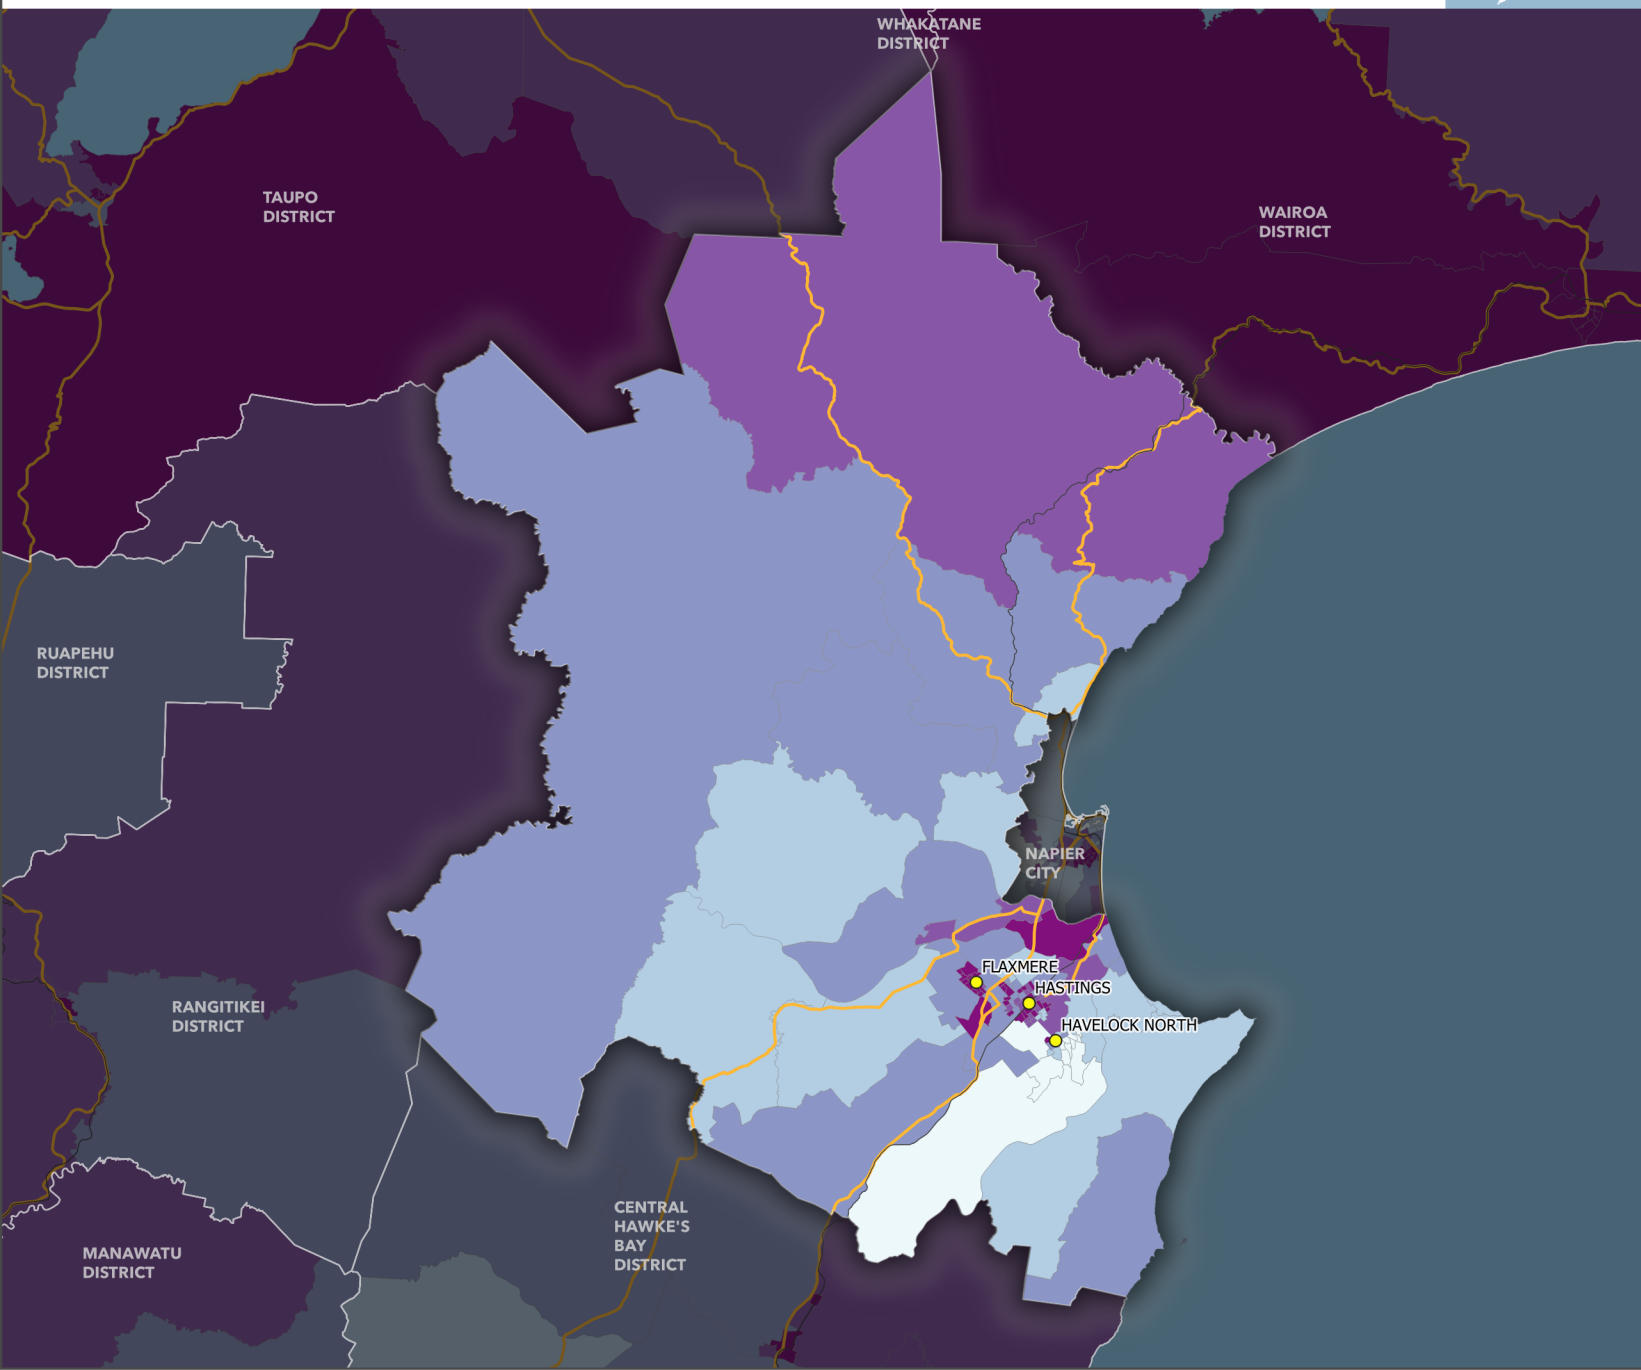 WHAKATANE
DISTRICT
TAUPO
DISTRICT
WAIROA
DISTRICT
RUAPEHU
DISTRICT
NAPIER
CITY
FLAXMERE
HASTINGS
RANGITIKEI
DISTRICT
HAVELOCK NORTH
CENTRAL
HAWKE'S
BAY
DISTRICT
MANAWATU
DISTRICT